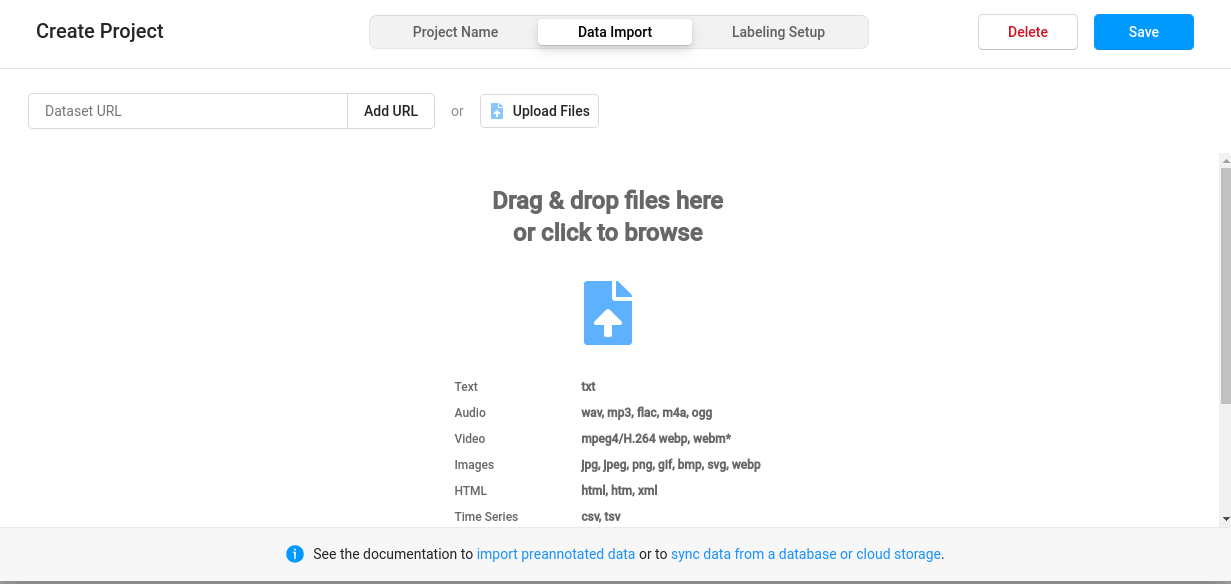 Create Project
Project Name
Data Import
Labeling Setup
Delete
Save
Dataset URL
Add URL
or
Upload Files
Drag & drop files here
or click to browse
Text txt
Audio wav, mp3, flac, m4a, ogg
Video mpeg4/H.264 webp, webm*
Images jpg, jpeg, png, gif, bmp, svg, webp
HTML html, htm, xml
Time Series csv, tsv
See the documentation to import preannotated data or to sync data from a database or cloud storage.